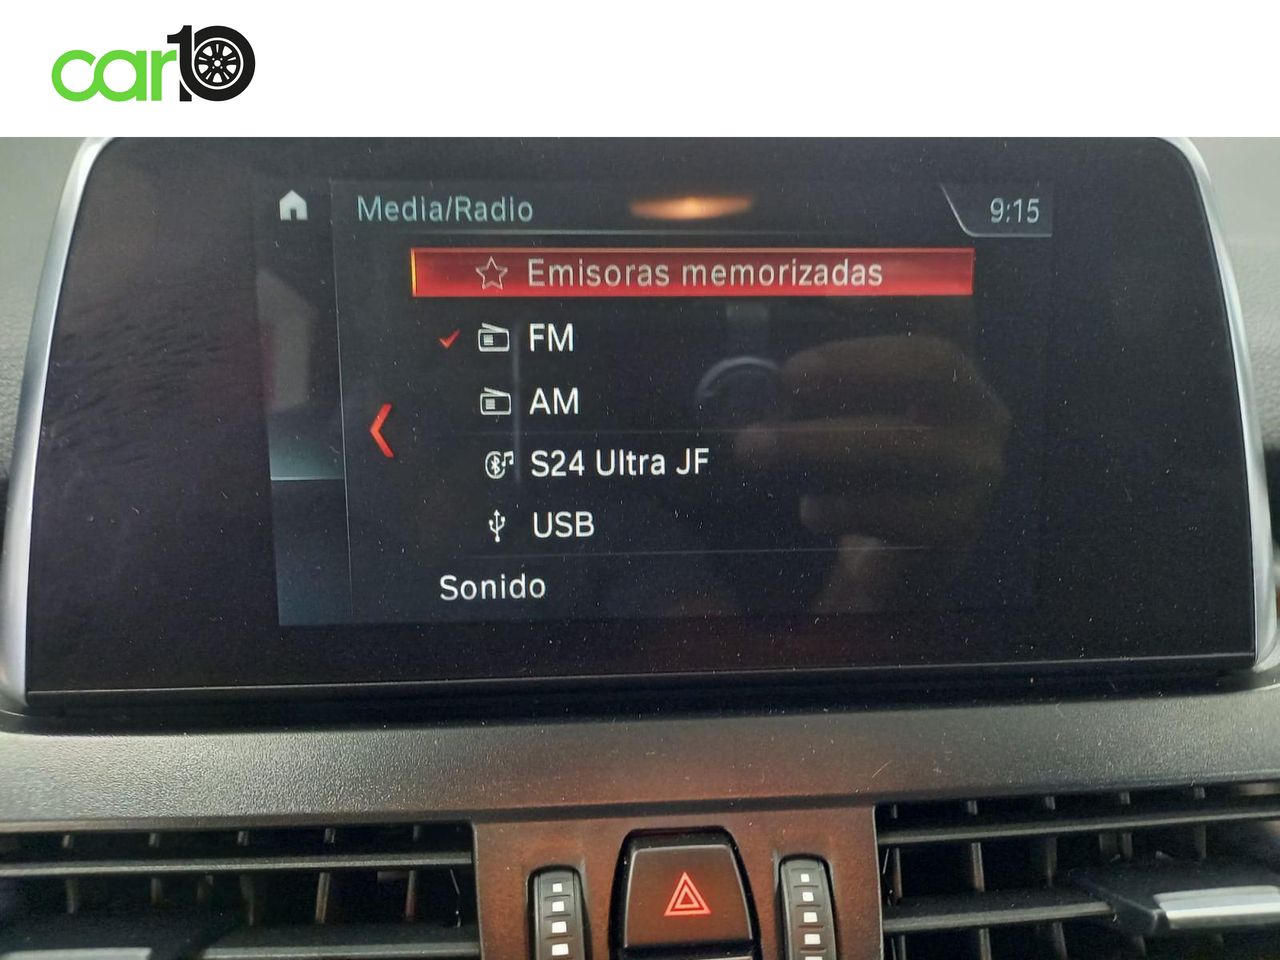 car10
Media/Radio
9:15
Emisoras memorizadas
FM
AM
S24 Ultra JF
USB
Sonido